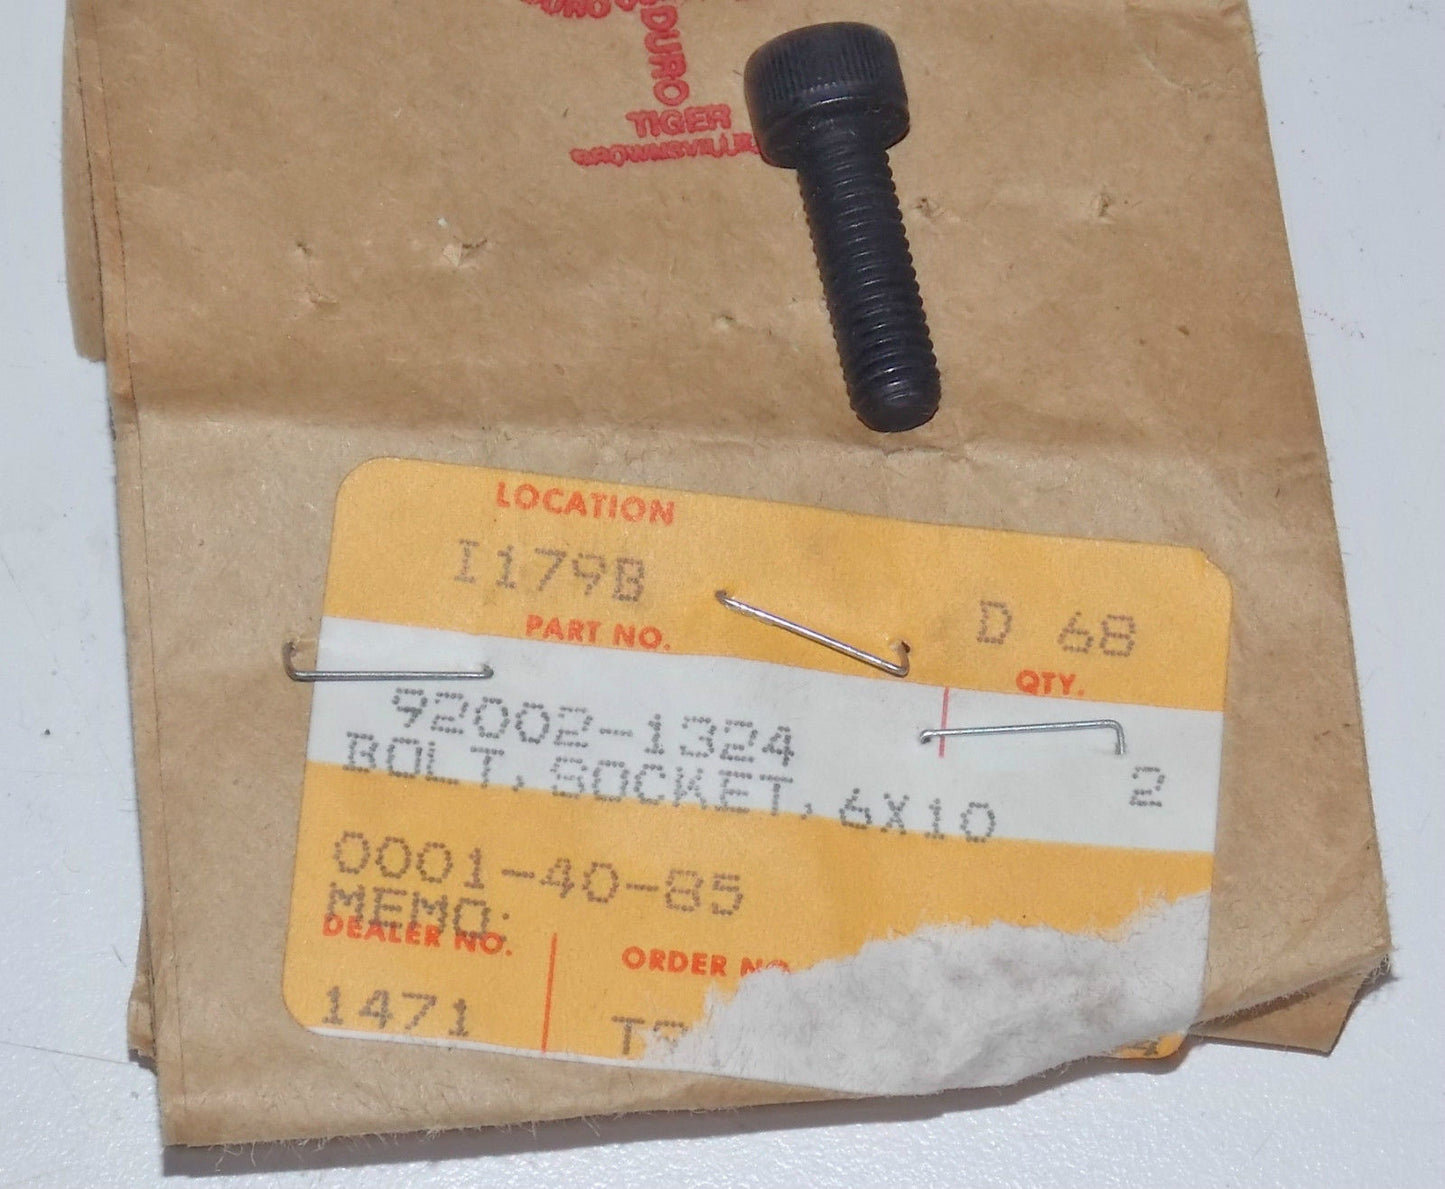 DURO
TIGER
BROWNSVILLE
LOCATION
I179B
D 68
PART NO.
QTY.
92002-1324
2
BOLT, SOCKET, 6X10
0001-40-85
MEMO:
DEALER NO.
ORDER NO.
1471